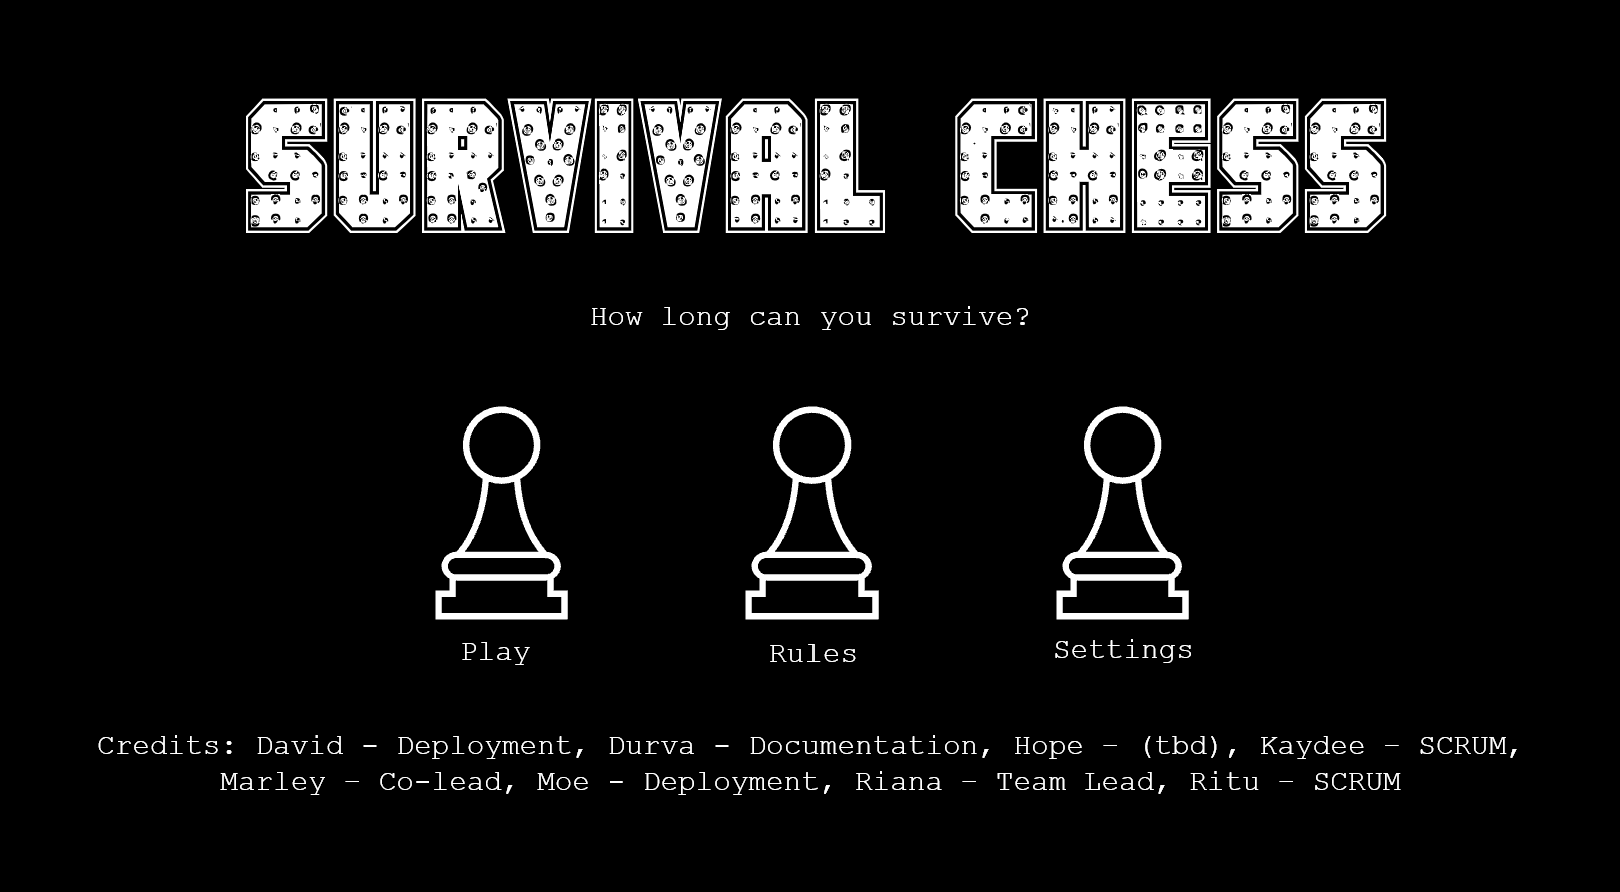 SURVIVAL CHESS
How long can you survive?
Play
Rules
Settings
Credits: David - Deployment, Durva - Documentation, Hope - (tbd), Kaydee - SCRUM,
Marley - Co-lead, Moe - Deployment, Riana - Team Lead, Ritu - SCRUM